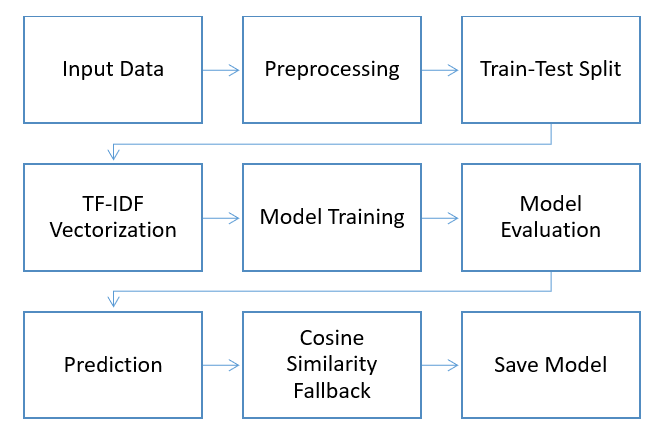 Input Data
Preprocessing
Train-Test Split
TF-IDF
Vectorization
Model Training
Model
Evaluation
Prediction
Cosine
Similarity
Fallback
Save Model